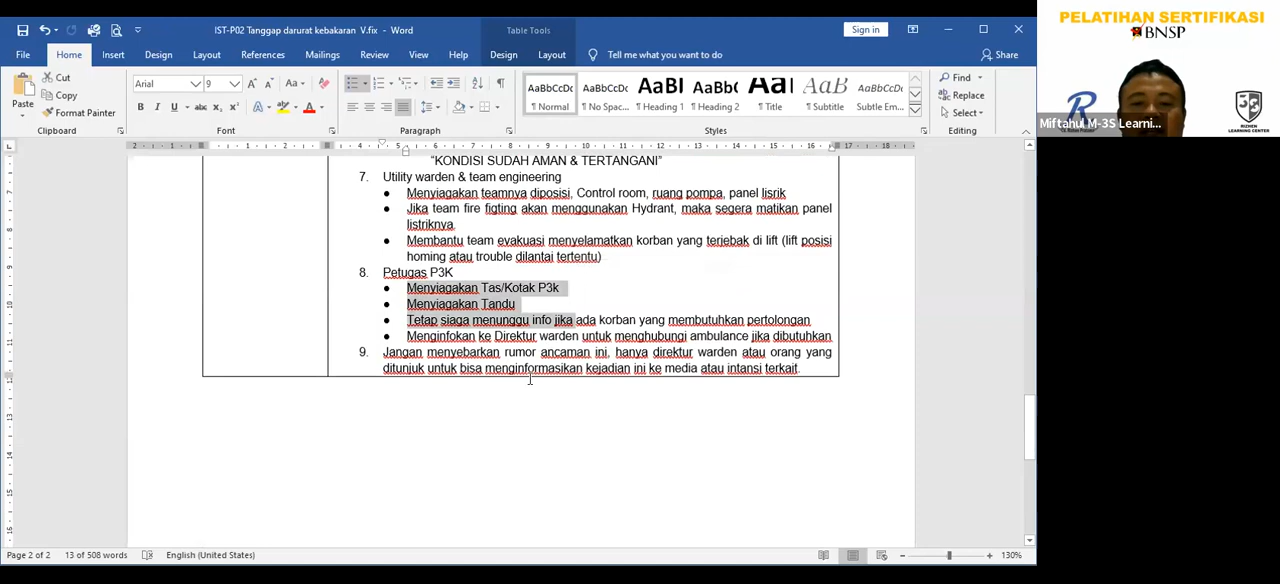 IST-P02 Tanggap darurat kebakaran V.fix - Word
Table Tools
Sign in
File
Home
Insert
Design
Layout
References
Mailings
Review
View
Help
Design
Layout
Tell me what you want to do
Share
Paste
Cut
Copy
Format Painter
Clipboard
Arial
9
Font
Paragraph
AaBbCcDc
¶ Normal
AaBbCcDc
¶ No Spac...
AaBl
¶ Heading 1
AaBb(
¶ Heading 2
AaI
¶ Title
AaB
¶ Subtitle
AaBbCcDc
Subtle Em...
Styles
Find
Replace
Select
Editing
"KONDISI SUDAH AMAN & TERTANGANI"
7. Utility warden & team engineering
• Menyiagakan teamnya diposisi, Control room, ruang pompa, panel lisrik
• Jika team fire figting akan menggunakan Hydrant, maka segera matikan panel
listriknya.
• Membantu team evakuasi menyelamatkan korban yang terjebak di lift (lift posisi
homing atau trouble dilantai tertentu)
8. Petugas P3K
• Menyiagakan Tas/Kotak P3k
• Menyiagakan Tandu
• Tetap siaga menunggu info jika ada korban yang membutuhkan pertolongan
• Menginfokan ke Direktur warden untuk menghubungi ambulance jika dibutuhkan
9. Jangan menyebarkan rumor ancaman ini, hanya direktur warden atau orang yang
ditunjuk untuk bisa menginformasikan kejadian ini ke media atau intansi terkait.
Page 2 of 2
13 of 508 words
English (United States)
130%
PELATIHAN SERTIFIKASI
BNSP
Miftahul M-3S Learni...
LEARNING CENTER